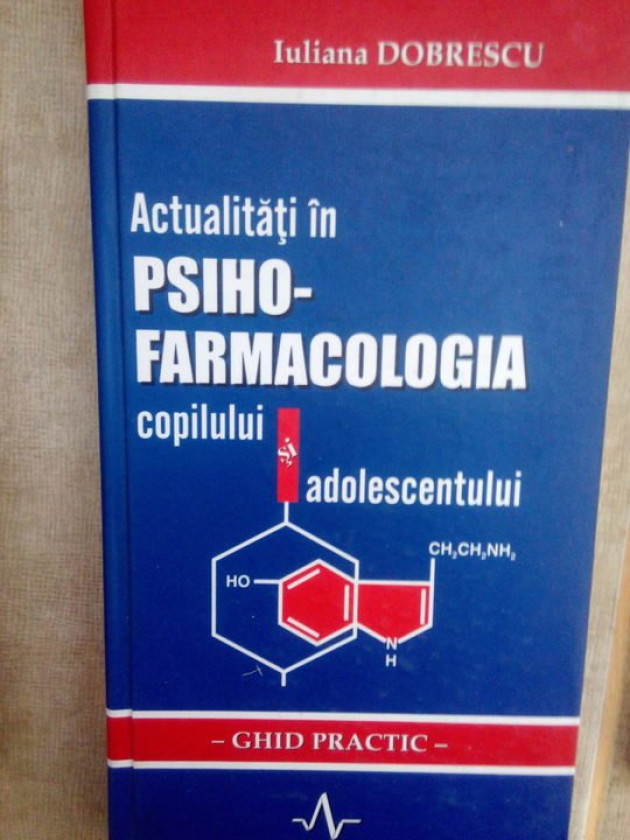 Iuliana DOBRESCU
Actualităţi în
PSIHO-
FARMACOLOGIA
copilului
şi
adolescentului
CH₂CH₂NH₂
HO
N
H
– GHID PRACTIC –